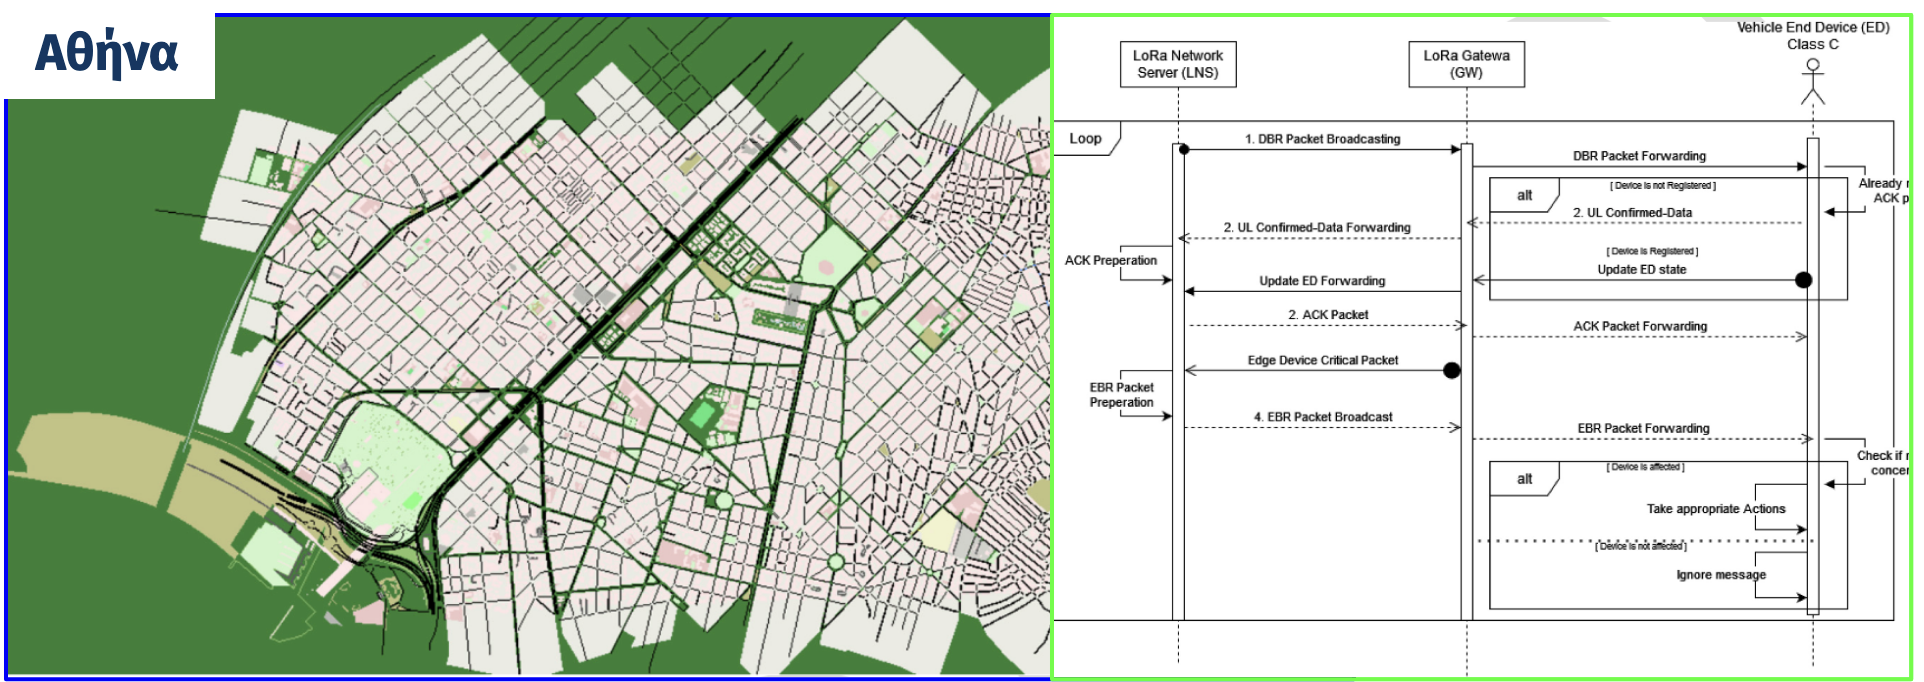 Αθήνα
Vehicle End Device (ED)
Class C
LoRa Network
Server (LNS)
LoRa Gatewa
(GW)
Loop
1. DBR Packet Broadcasting
DBR Packet Forwarding
Already
ACK
alt
[ Device is not Registered ]
2. UL Confirmed-Data
2. UL Confirmed-Data Forwarding
[ Device is Registered ]
ACK Preperation
Update ED state
Update ED Forwarding
2. ACK Packet
ACK Packet Forwarding
Edge Device Critical Packet
EBR Packet
Preperation
4. EBR Packet Broadcast
EBR Packet Forwarding
Check if
alt
[ Device is affected ]
Take appropriate Actions
[ Device is not affected ]
Ignore message